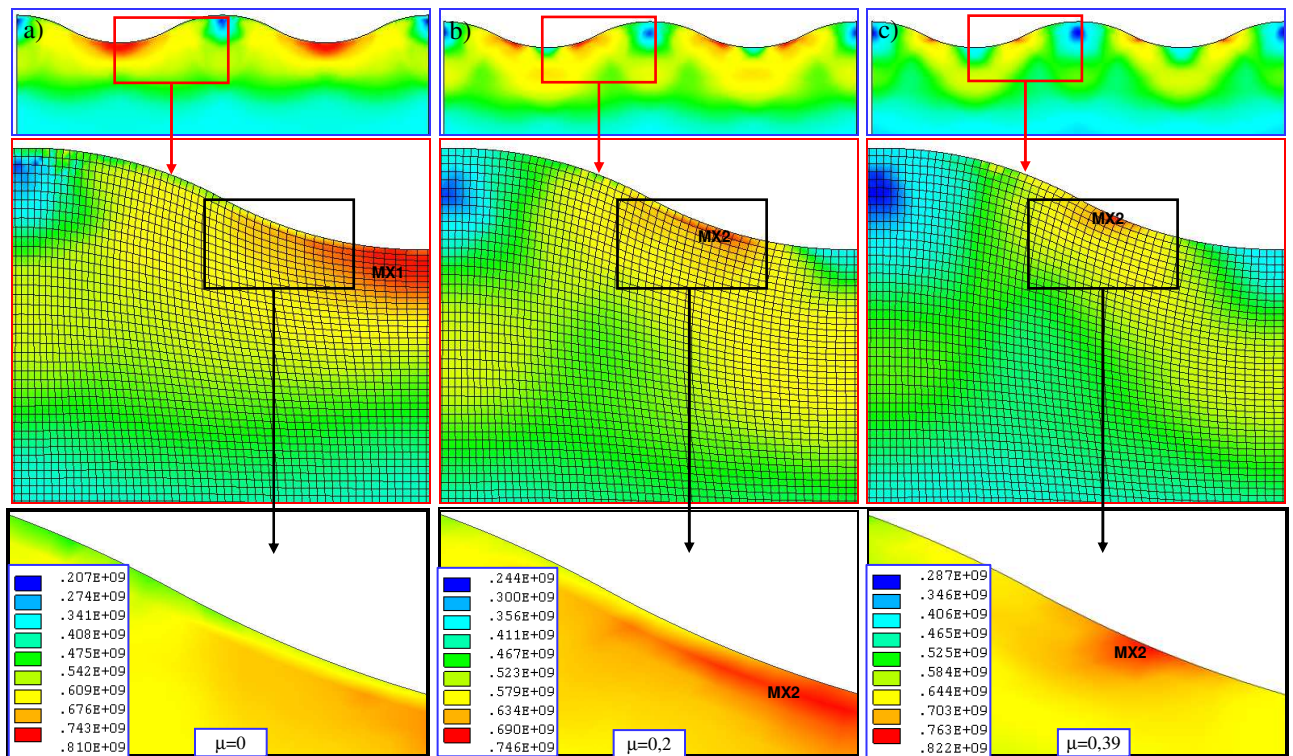 a)
b)
c)
MX1
MX2
MX2
.207E+09
.274E+09
.341E+09
.408E+09
.475E+09
.542E+09
.609E+09
.676E+09
.743E+09
.810E+09
μ=0
.244E+09
.300E+09
.356E+09
.411E+09
.467E+09
.523E+09
.579E+09
.634E+09
.690E+09
.746E+09
MX2
μ=0,2
.287E+09
.346E+09
.406E+09
.465E+09
.525E+09
.584E+09
.644E+09
.703E+09
.763E+09
.822E+09
MX2
μ=0,39